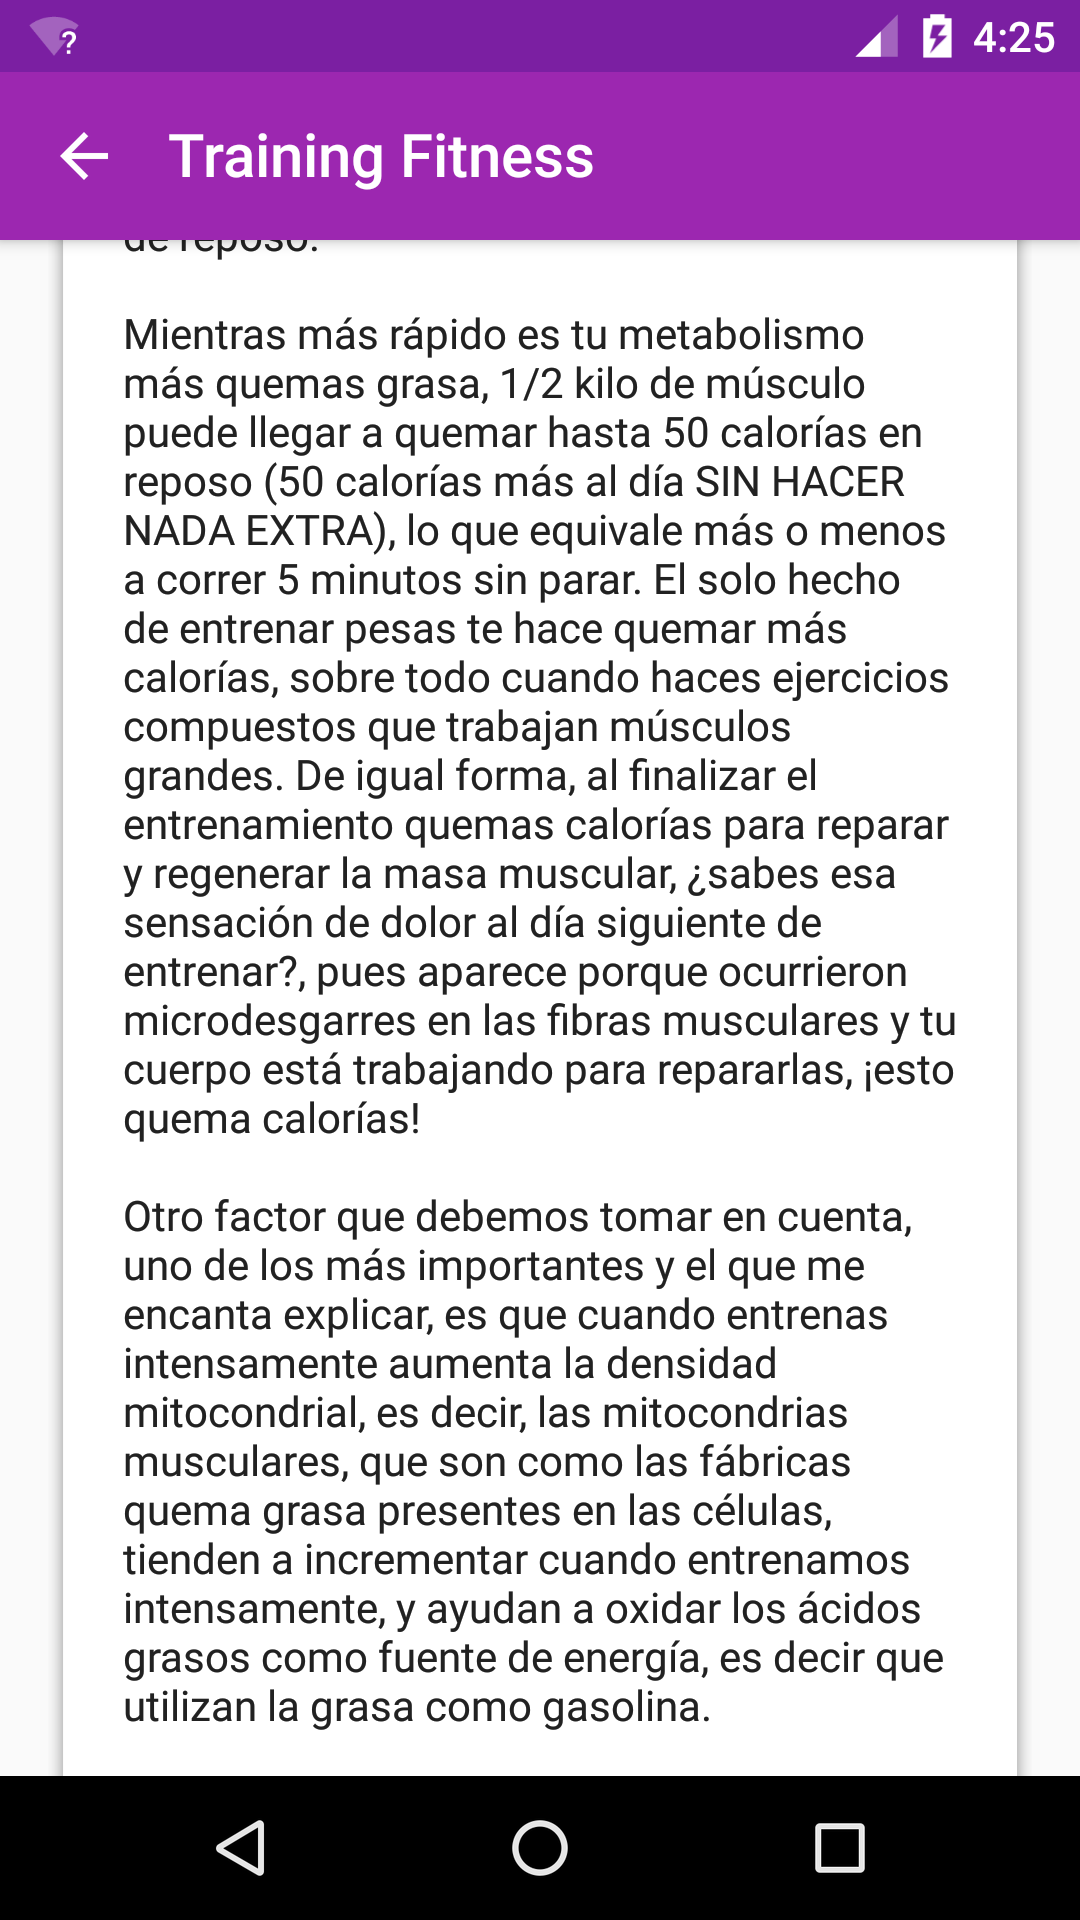 4:25
Training Fitness
de reposo.
Mientras más rápido es tu metabolismo
más quemas grasa, 1/2 kilo de músculo
puede llegar a quemar hasta 50 calorías en
reposo (50 calorías más al día SIN HACER
NADA EXTRA), lo que equivale más o menos
a correr 5 minutos sin parar. El solo hecho
de entrenar pesas te hace quemar más
calorías, sobre todo cuando haces ejercicios
compuestos que trabajan músculos
grandes. De igual forma, al finalizar el
entrenamiento quemas calorías para reparar
y regenerar la masa muscular, ¿sabes esa
sensación de dolor al día siguiente de
entrenar?, pues aparece porque ocurrieron
microdesgarres en las fibras musculares y tu
cuerpo está trabajando para repararlas, ¡esto
quema calorías!
Otro factor que debemos tomar en cuenta,
uno de los más importantes y el que me
encanta explicar, es que cuando entrenas
intensamente aumenta la densidad
mitocondrial, es decir, las mitocondrias
musculares, que son como las fábricas
quema grasa presentes en las células,
tienden a incrementar cuando entrenamos
intensamente, y ayudan a oxidar los ácidos
grasos como fuente de energía, es decir que
utilizan la grasa como gasolina.